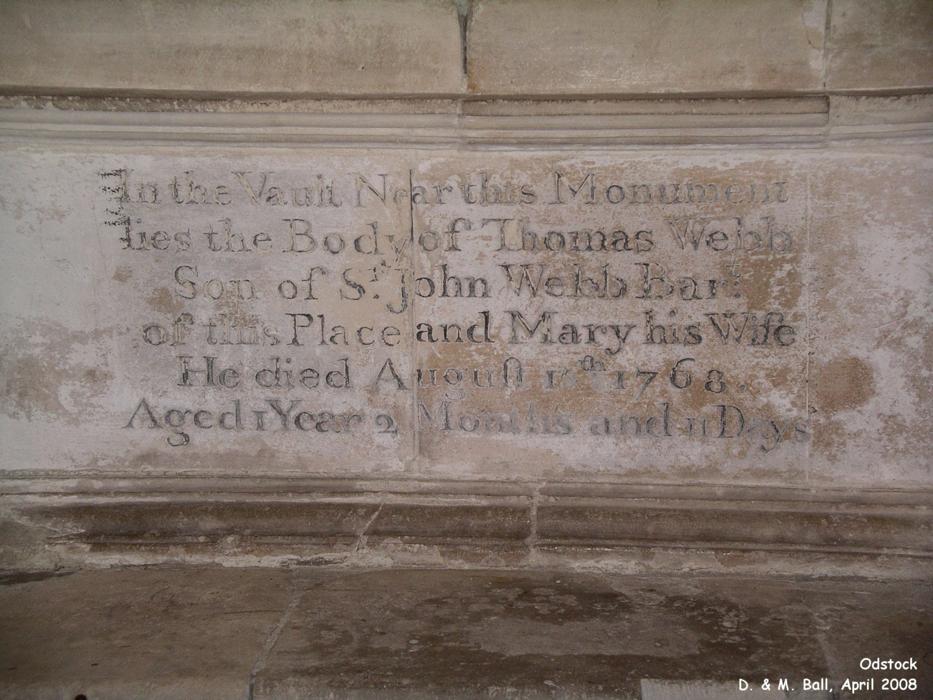 In the Vault Near this Monument
lies the Body of Thomas Webb
Son of Sr. John Webb Bart.
of this Place and Mary his Wife
He died August th 1768.
Aged 1 Year 2 Months and 11 Days
Odstock
D. & M. Ball, April 2008